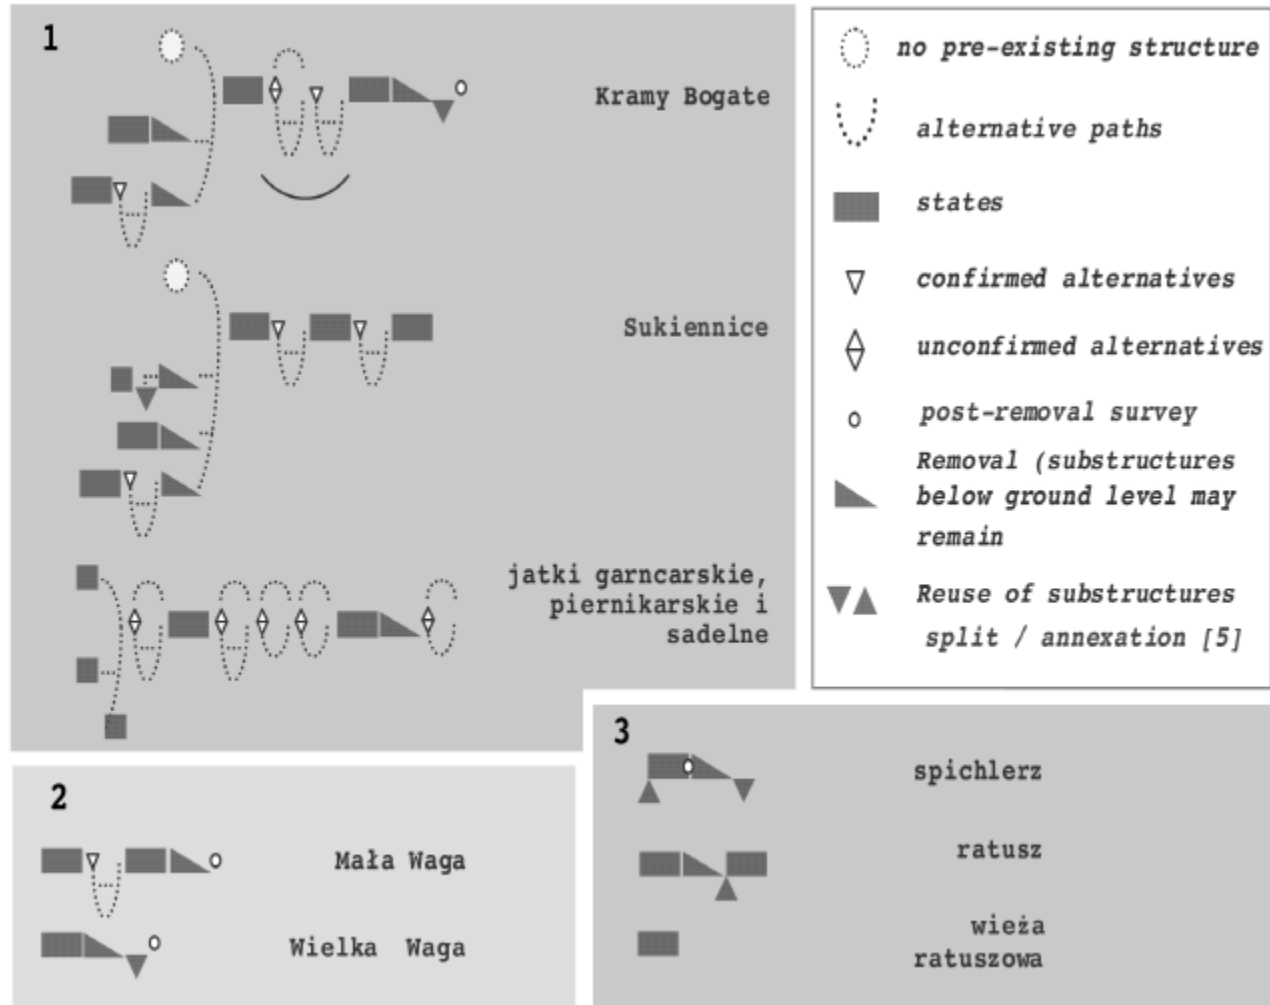 1
Kramy Bogate
Sukiennice
jatki garncarskie,
piernikarskie i
sadelne
no pre-existing structure
alternative paths
states
confirmed alternatives
unconfirmed alternatives
post-removal survey
Removal (substructures
below ground level may
remain
Reuse of substructures
split / annexation [5]
2
Mała Waga
Wielka Waga
3
spichlerz
ratusz
wieża
ratuszowa